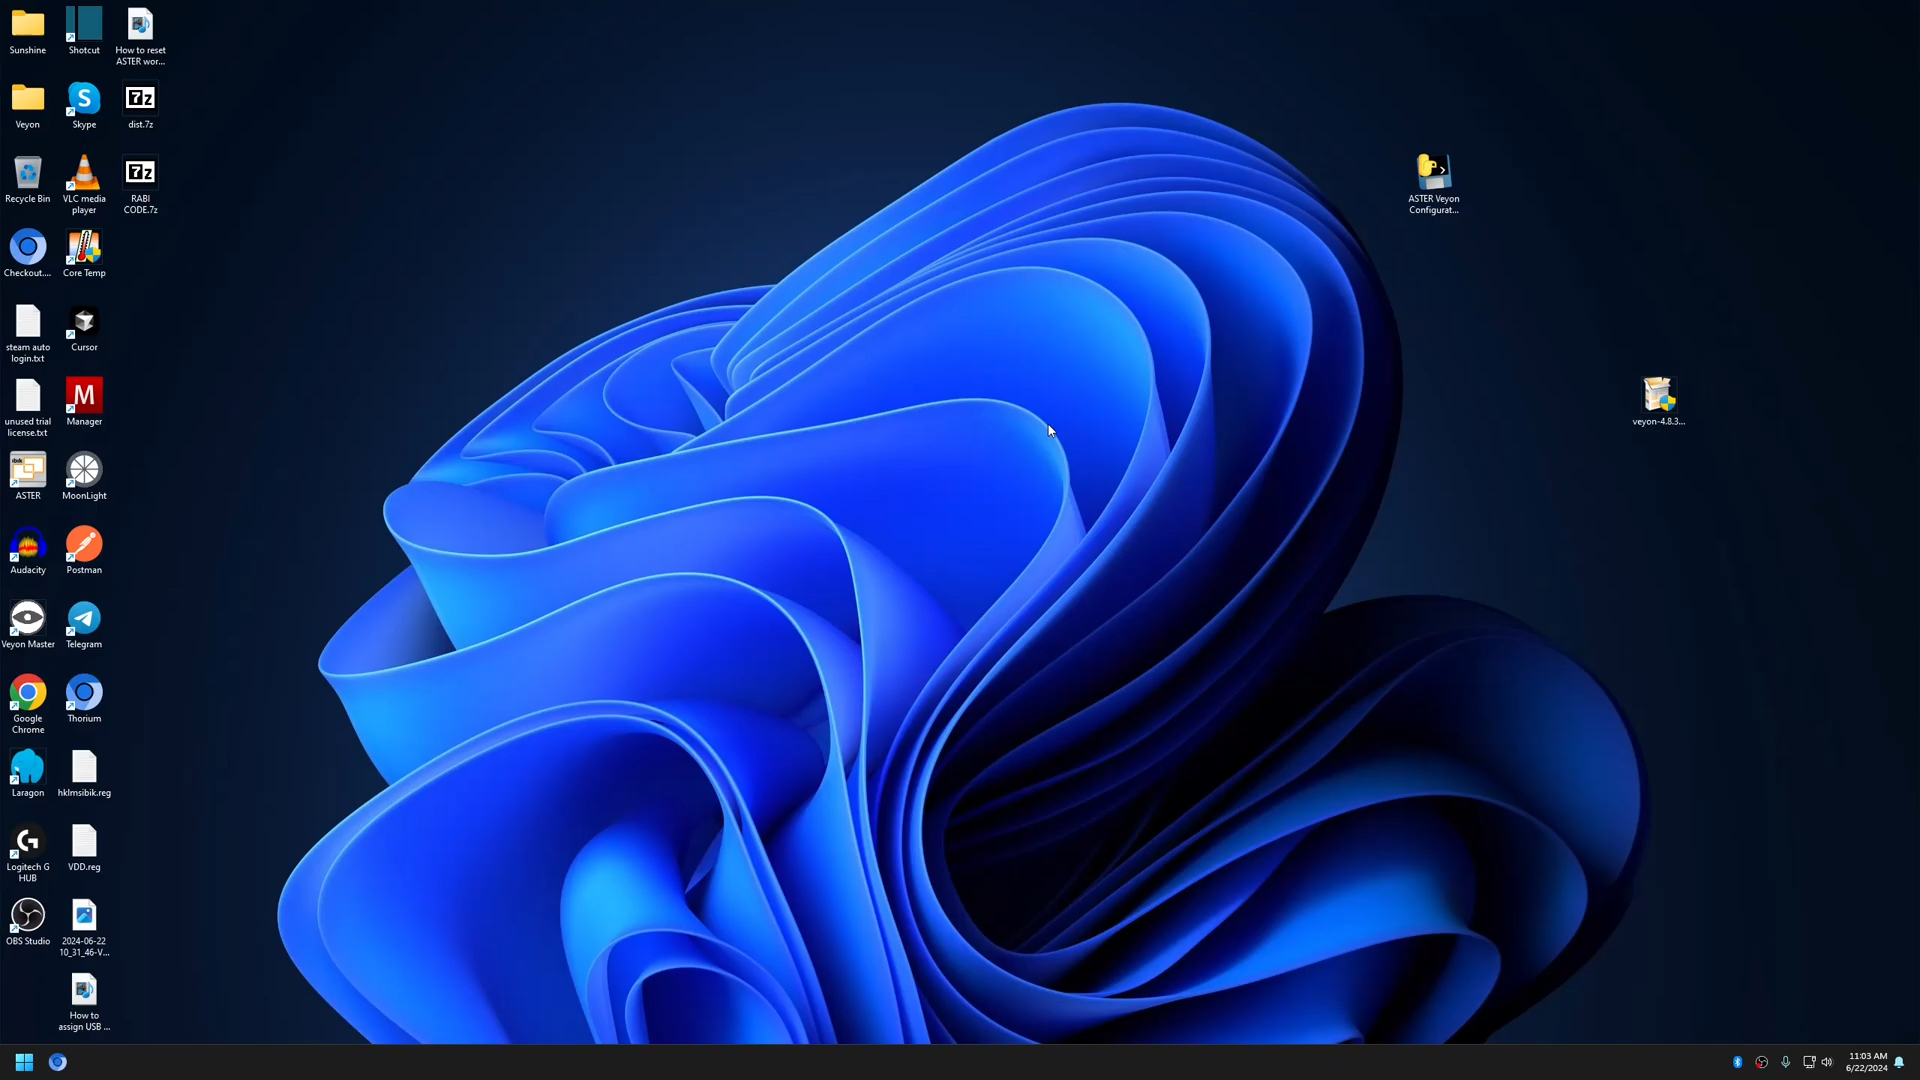 Sunshine
Shotcut
How to reset
ASTER wor...
Veyon
Skype
7z
dist.7z
Recycle Bin
VLC media
player
7z
RABI
CODE.7z
ASTER Veyon
Configurat...
Checkout....
Core Temp
steam auto
login.txt
Cursor
unused trial
license.txt
M
Manager
veyon-4.8.3...
ASTER
MoonLight
Audacity
Postman
Veyon Master
Telegram
Google
Chrome
Thorium
Laragon
hklmsibik.reg
Logitech G
HUB
VDD.reg
OBS Studio
2024-06-22
10_31_46-V...
How to
assign USB ...
11:03 AM
6/22/2024